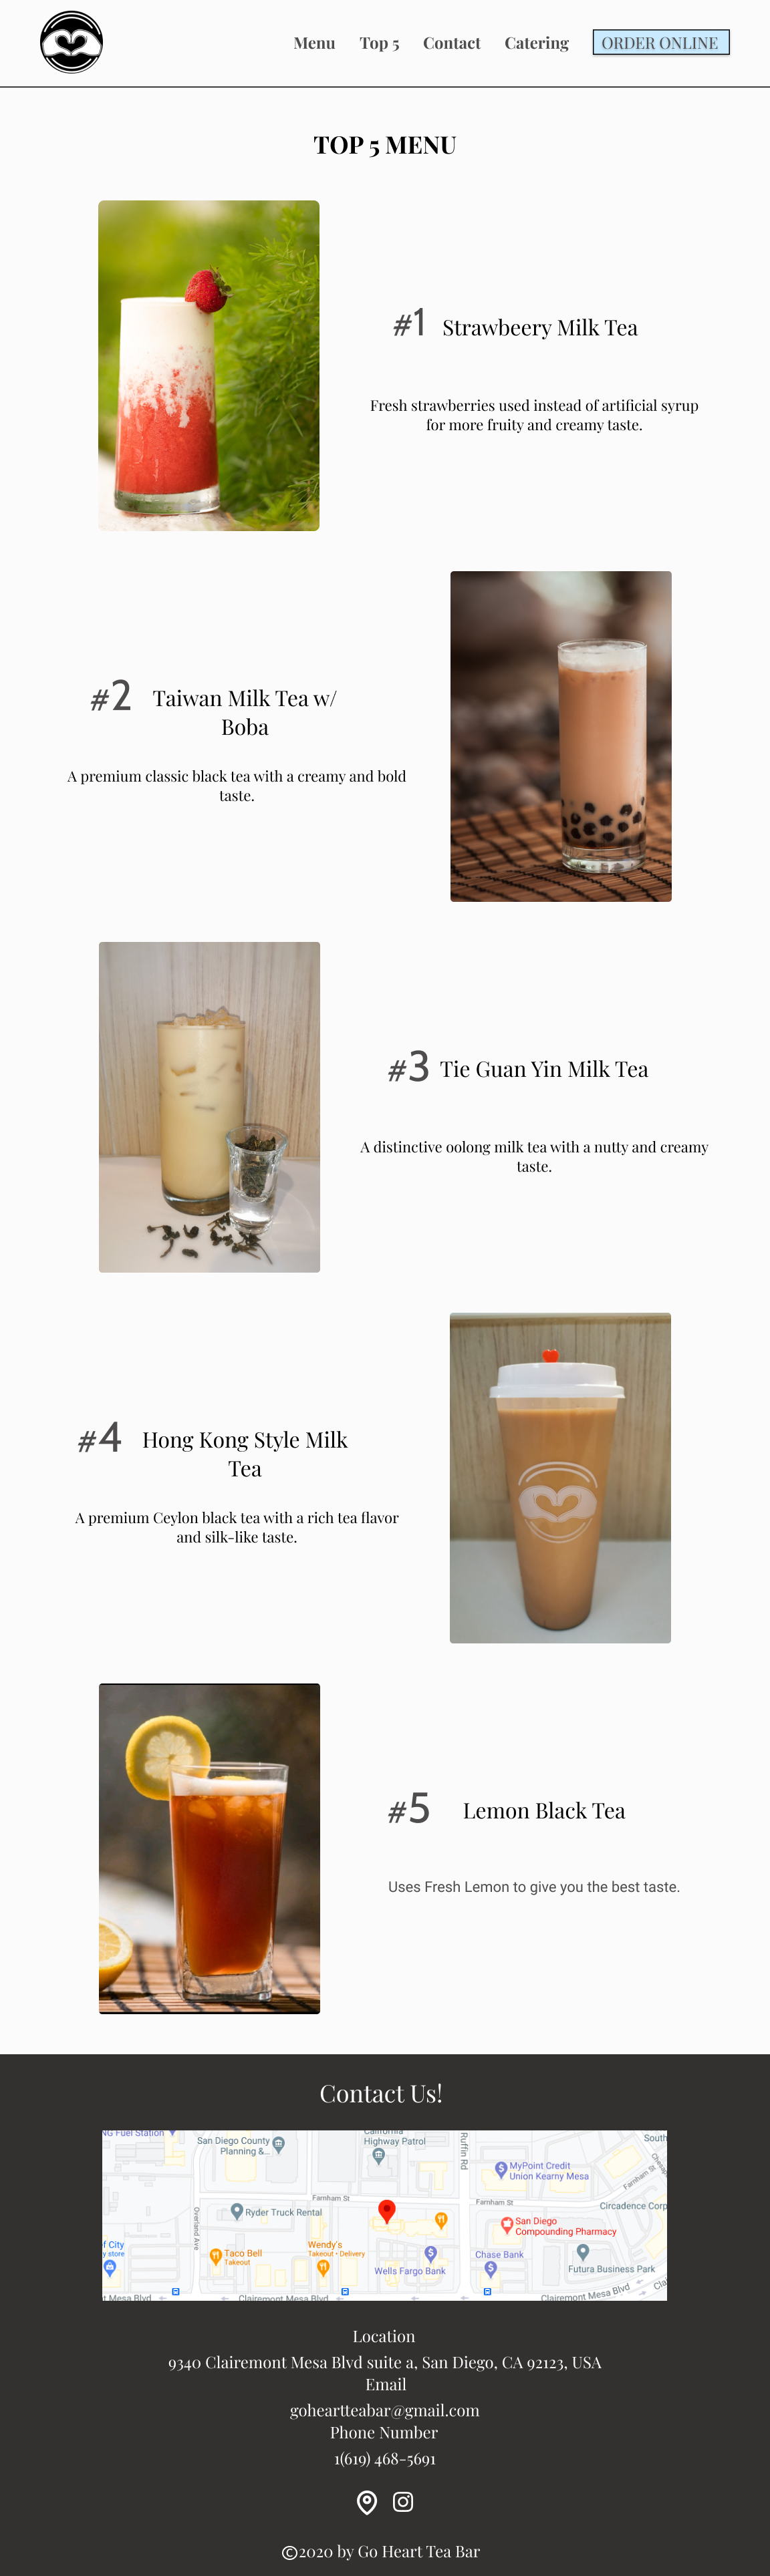 Menu Top 5 Contact Catering ORDER ONLINE
TOP 5 MENU
#1 Strawbeery Milk Tea
Fresh strawberries used instead of artificial syrup
for more fruity and creamy taste.
#2 Taiwan Milk Tea w/
Boba
A premium classic black tea with a creamy and bold
taste.
#3 Tie Guan Yin Milk Tea
A distinctive oolong milk tea with a nutty and creamy
taste.
#4 Hong Kong Style Milk
Tea
A premium Ceylon black tea with a rich tea flavor
and silk-like taste.
#5 Lemon Black Tea
Uses Fresh Lemon to give you the best taste.
Contact Us!
NG Fuel Station
San Diego County
Planning &...
California
Highway Patrol
Ruffin Rd
South
MyPoint Credit
Union Kearny Mesa
Farnham St
Farnham St
Farnham St
Circadence Corp
Overland Ave
Ryder Truck Rental
San Diego
Compounding Pharmacy
f City
y store
Taco Bell
Takeout
Wendy's
Takeout • Delivery
Wells Fargo Bank
Chase Bank
Futura Business Park
t Mesa Blvd
Clairemont Mesa Blvd
Clairemont Mesa Blvd
Clai
Location
9340 Clairemont Mesa Blvd suite a, San Diego, CA 92123, USA
Email
goheartteabar@gmail.com
Phone Number
1(619) 468-5691
©2020 by Go Heart Tea Bar